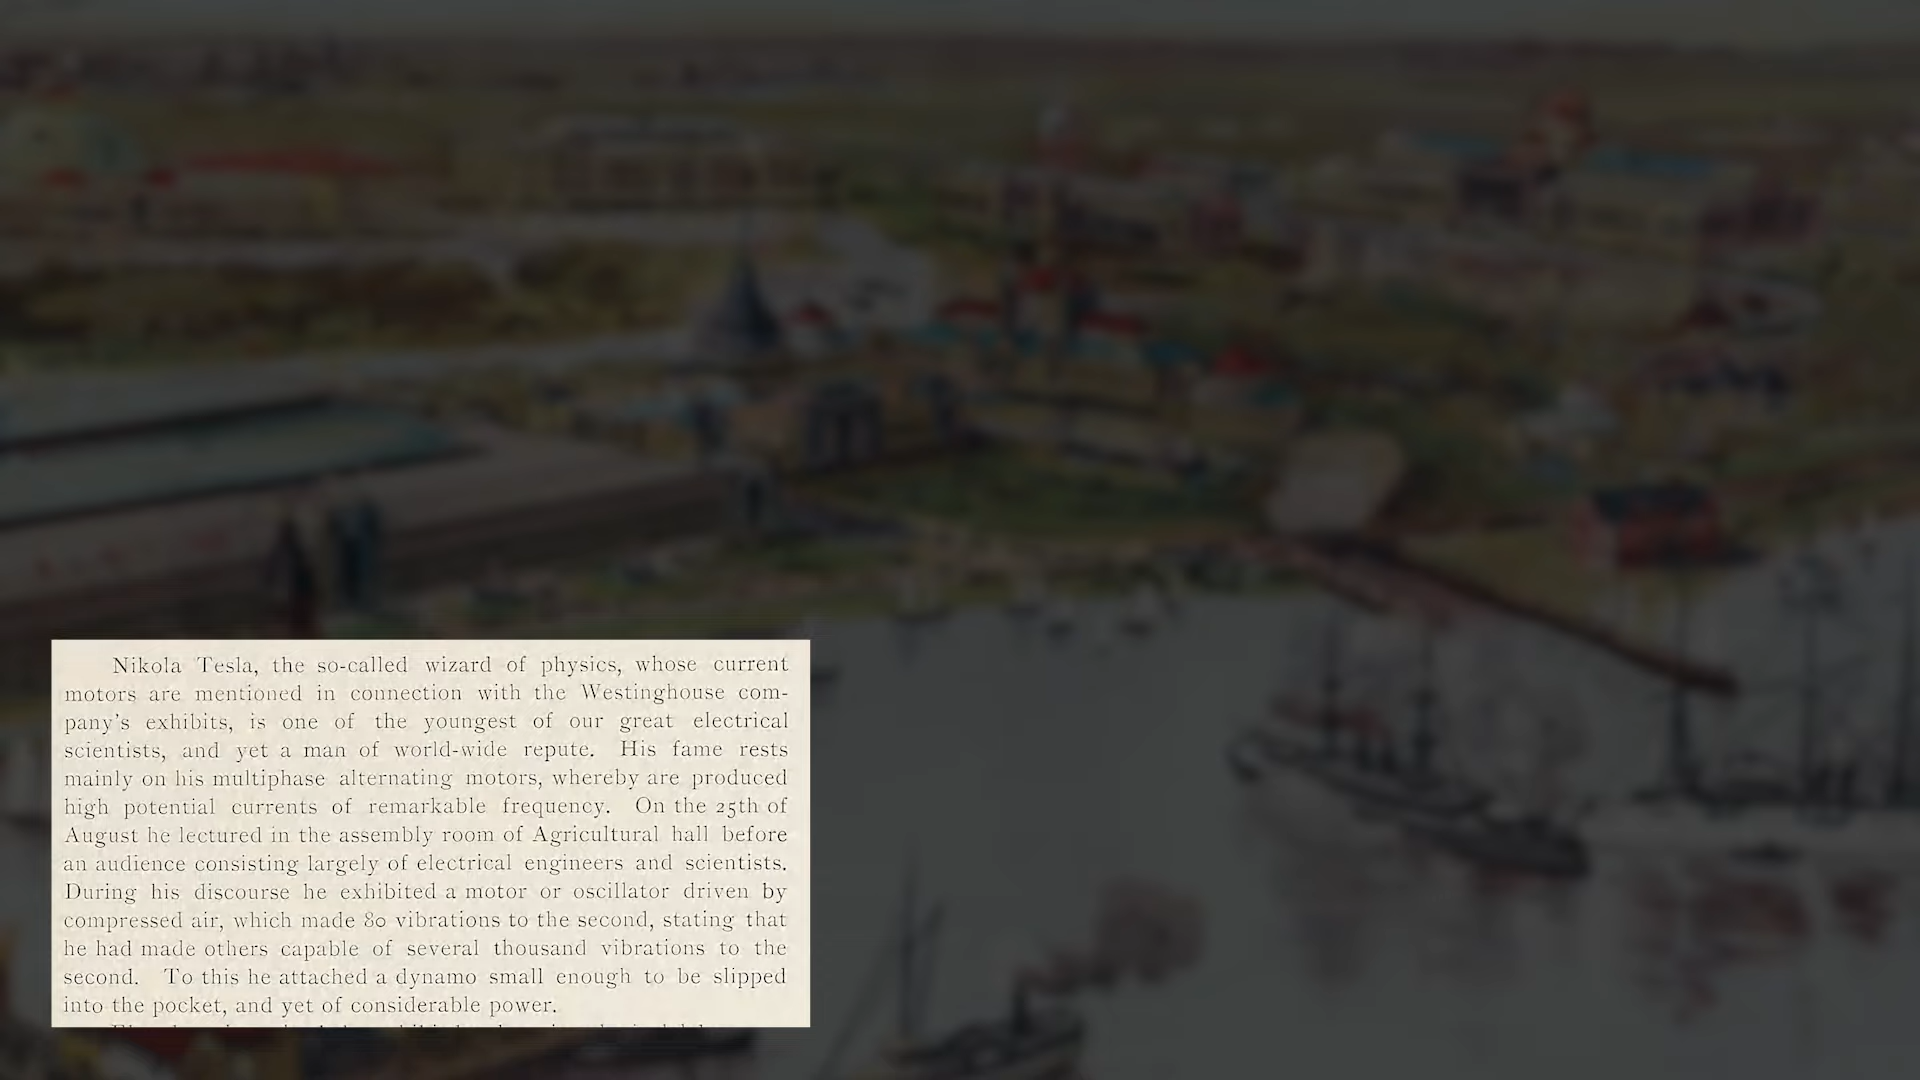 Nikola Tesla, the so-called wizard of physics, whose current
motors are mentioned in connection with the Westinghouse com-
pany's exhibits, is one of the youngest of our great electrical
scientists, and yet a man of world-wide repute. His fame rests
mainly on his multiphase alternating motors, whereby are produced
high potential currents of remarkable frequency. On the 25th of
August he lectured in the assembly room of Agricultural hall before
an audience consisting largely of electrical engineers and scientists.
During his discourse he exhibited a motor or oscillator driven by
compressed air, which made 80 vibrations to the second, stating that
he had made others capable of several thousand vibrations to the
second. To this he attached a dynamo small enough to be slipped
into the pocket, and yet of considerable power.